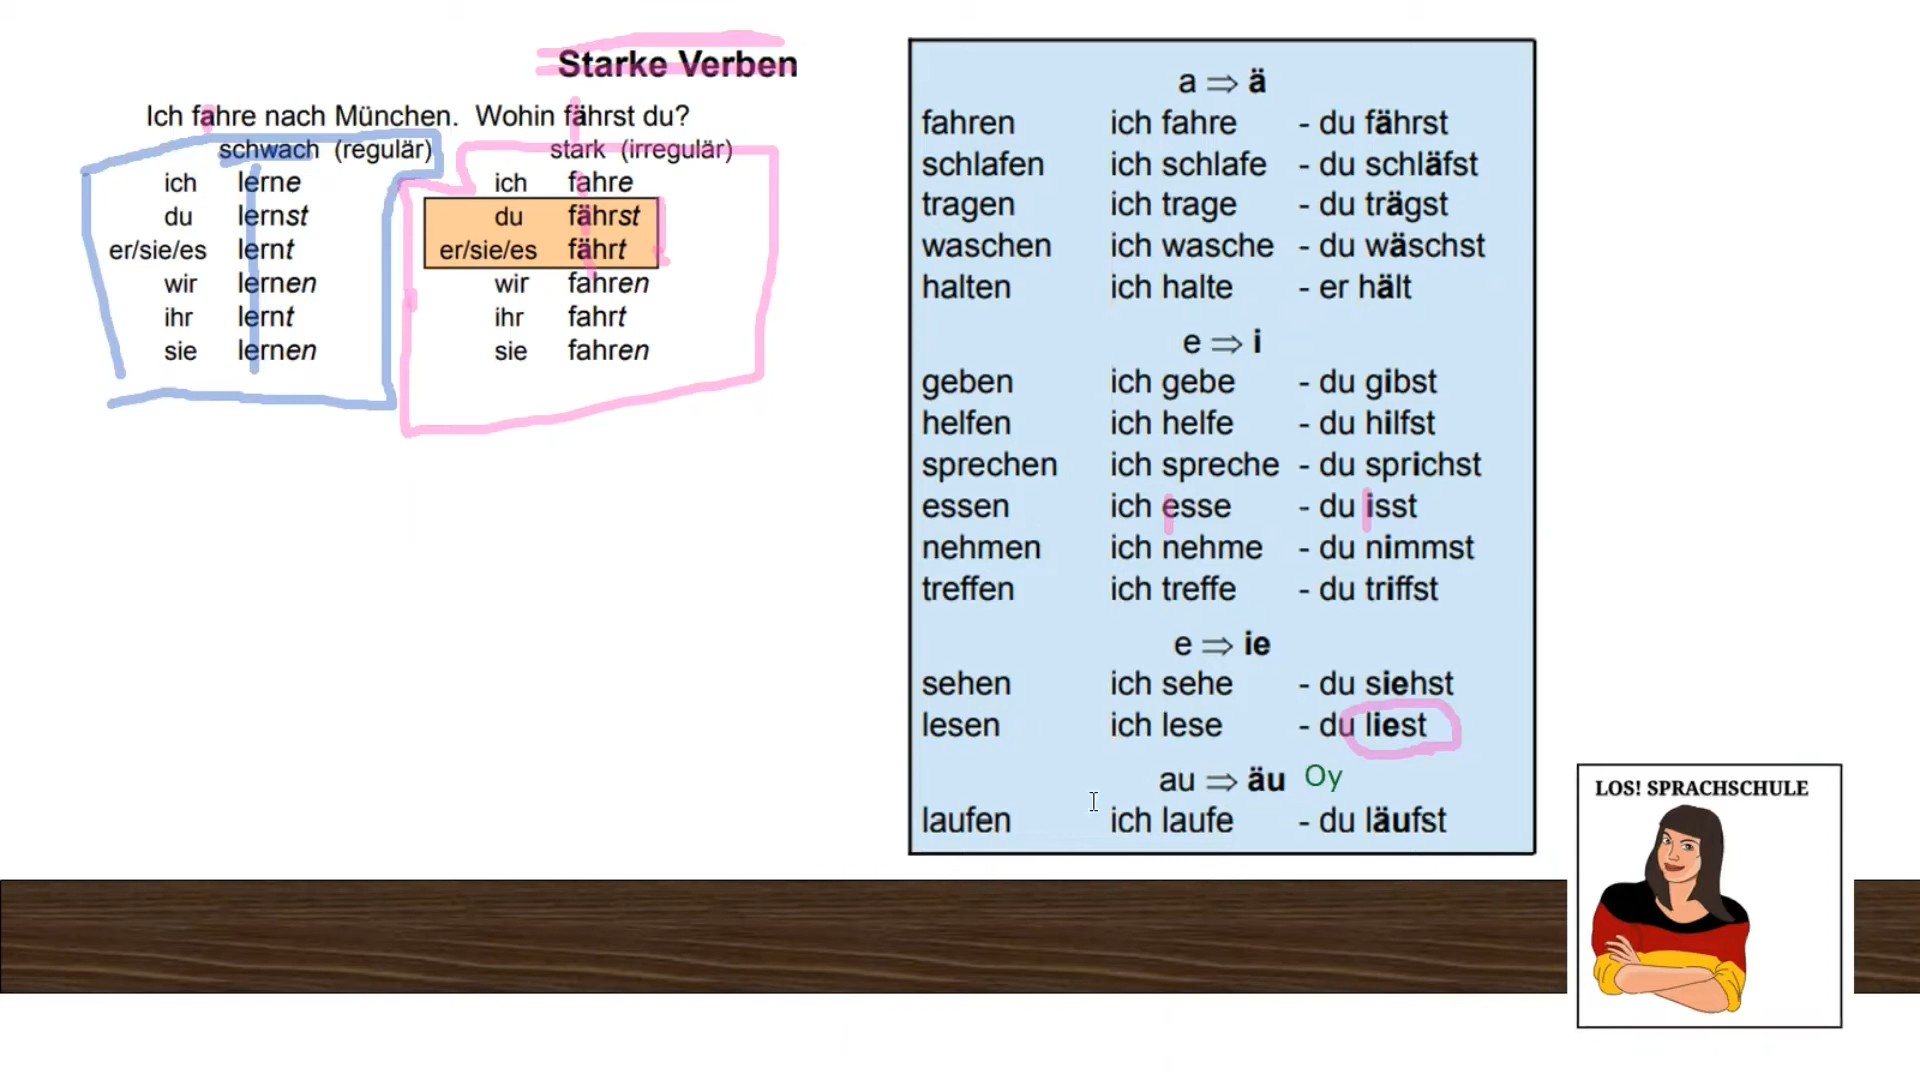 Starke Verben
Ich fahre nach München. Wohin fährst du?
schwach (regulär)
ich lerne
du lernst
er/sie/es lernt
wir lernen
ihr lernt
sie lernen
stark (irregulär)
ich fahre
du fährst
er/sie/es fährt
wir fahren
ihr fahrt
sie fahren
a ⇒ ä
fahren ich fahre - du fährst
schlafen ich schlafe - du schläfst
tragen ich trage - du trägst
waschen ich wasche - du wäschst
halten ich halte - er hält
e ⇒ i
geben ich gebe - du gibst
helfen ich helfe - du hilfst
sprechen ich spreche - du sprichst
essen ich esse - du isst
nehmen ich nehme - du nimmst
treffen ich treffe - du triffst
e ⇒ ie
sehen ich sehe - du siehst
lesen ich lese - du liest
au ⇒ äu Oy
laufen ich laufe - du läufst
LOS! SPRACHSCHULE